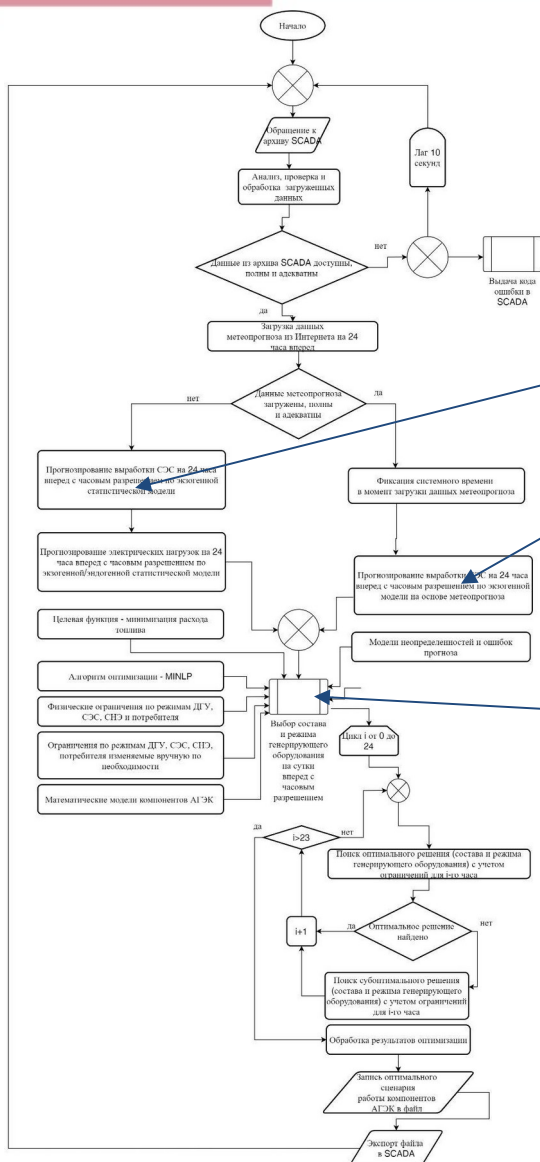 Начало
Обращение к
архиву SCADA
Лаг 10
секунд
Анализ, проверка и
обработка загруженных
данных
Данные из архива SCADA доступны,
полны и адекватны
нет
Выдача кода
ошибки в
SCADA
да
Загрузка данных
метеопрогноза из Интернета на 24
часа вперед
Данные метеопрогноза
загружены, полны
и адекватны
нет
да
Прогнозирование выработки СЭС на 24 часа
вперед с часовым разрешением по экзогенной
статистической модели
Фиксация системного времени
в момент загрузки данных метеопрогноза
Прогнозирование электрических нагрузок на 24
часа вперед с часовым разрешением по
экзогенной/эндогенной статистической модели
Прогнозирование выработки СЭС на 24 часа
вперед с часовым разрешением по экзогенной
модели на основе метеопрогноза
Целевая функция - минимизация расхода
топлива
Модели неопределенностей и ошибок
прогноза
Алгоритм оптимизации - MINLP
Физические ограничения по режимам ДГУ,
СЭС, СНЭ и потребителя
Ограничения по режимам ДГУ, СЭС, СНЭ,
потребителя изменяемые вручную по
необходимости
Математические модели компонентов АГЭК
Выбор состава
и режима
генерирующего
оборудования
на сутки
вперед с
часовым
разрешением
Цикл i от 0 до
24
да
i>23
нет
Поиск оптимального решения (состава и режима
генерирующего оборудования) с учетом
ограничений для i-го часа
i+1
да
Оптимальное решение
найдено
нет
Поиск субоптимального решения
(состава и режима генерирующего
оборудования) с учетом ограничений
для i-го часа
Обработка результатов оптимизации
Запись оптимального
сценария
работы компонентов
АГЭК в файл
Экспорт файла
в SCADA